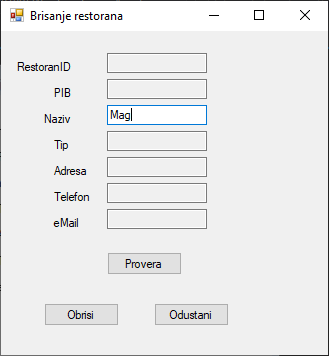 Brisanje restorana
RestoranID
PIB
Naziv Mag
Tip
Adresa
Telefon
eMail
Provera
Obrisi Odustani